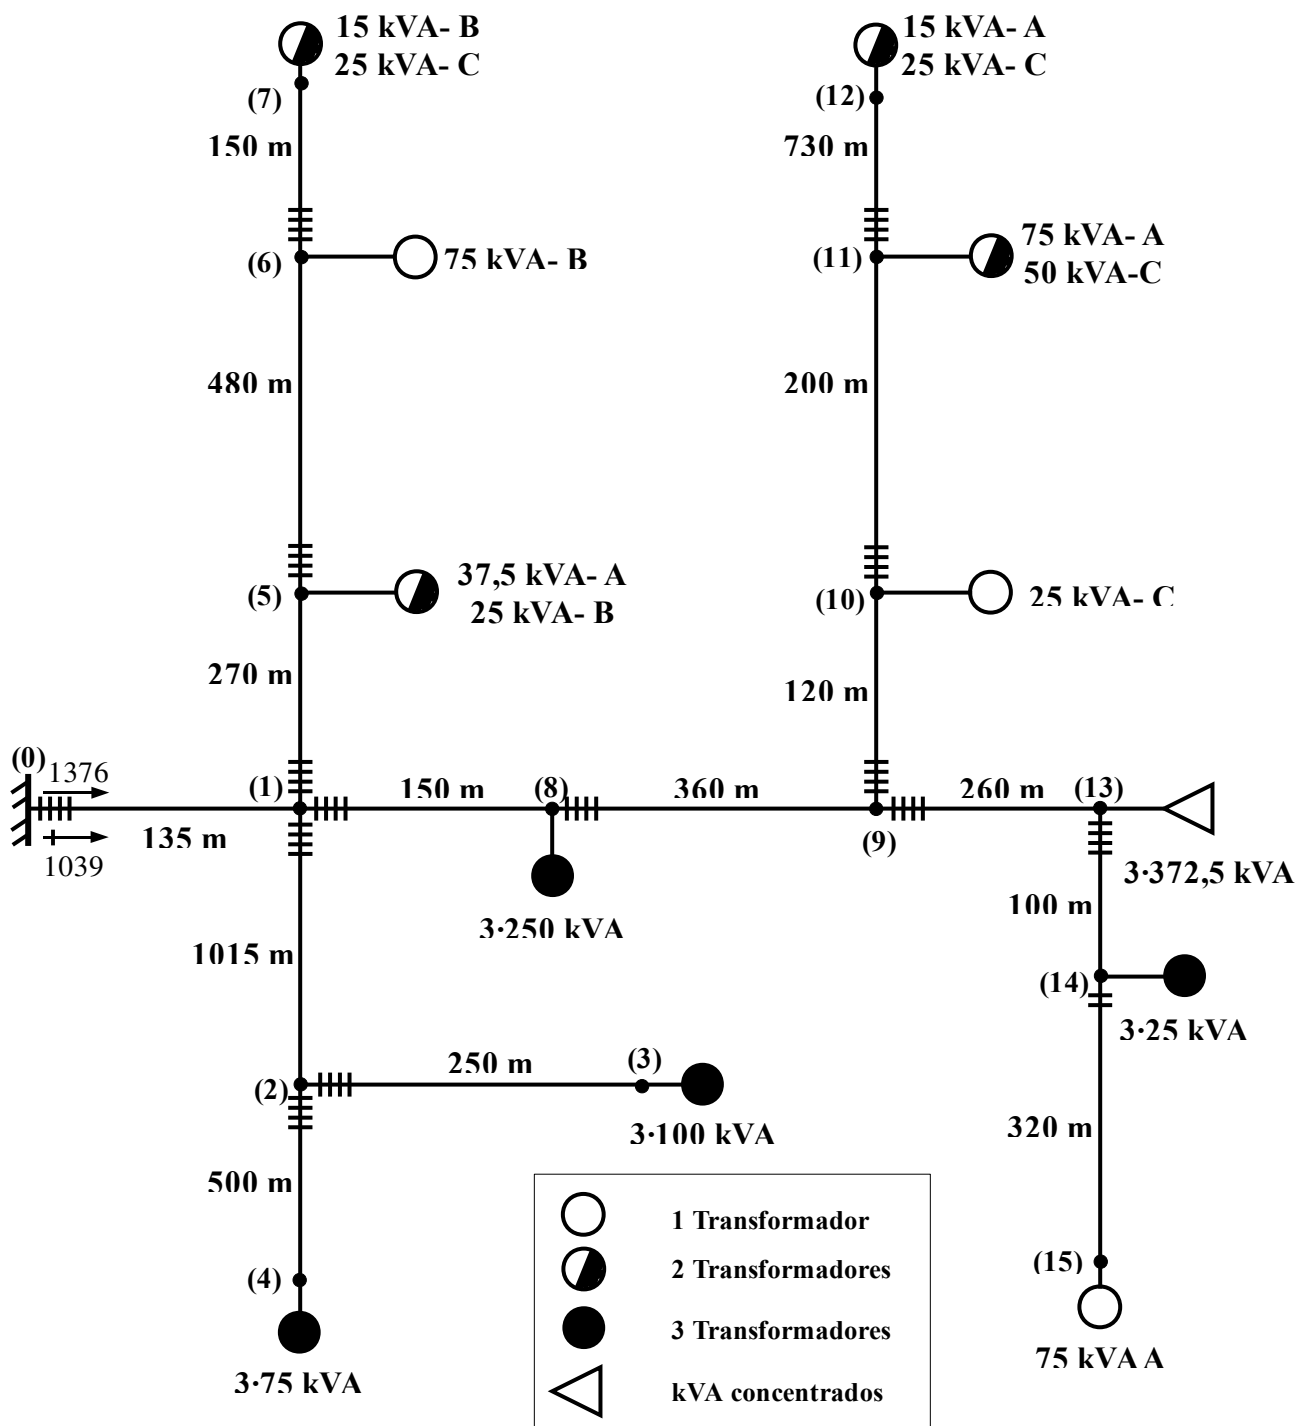 15 kVA- B
25 kVA- C
(7)
150 m
(6)
75 kVA- B
480 m
37,5 kVA- A
25 kVA- B
(5)
270 m
15 kVA- A
25 kVA- C
(12)
730 m
75 kVA- A
50 kVA-C
(11)
200 m
(10)
25 kVA- C
120 m
(0)
1376
135 m
1039
(1)
150 m
(8)
360 m
(9)
260 m
(13)
3·250 kVA
3·372,5 kVA
1015 m
100 m
(14)
3·25 kVA
(2)
250 m
(3)
3·100 kVA
320 m
500 m
(4)
3·75 kVA
(15)
75 kVA A
1 Transformador
2 Transformadores
3 Transformadores
kVA concentrados